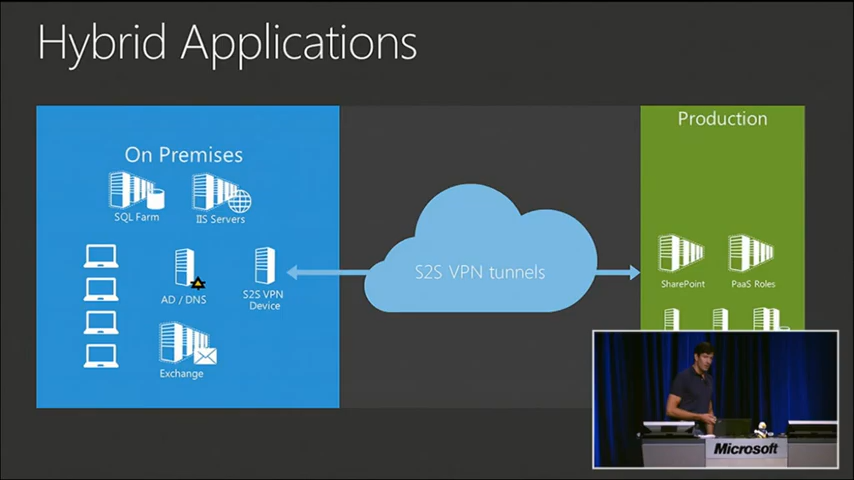 Hybrid Applications
On Premises
SQL Farm
IIS Servers
AD / DNS
S2S VPN
Device
Exchange
S2S VPN tunnels
Production
SharePoint
PaaS Roles
Microsoft